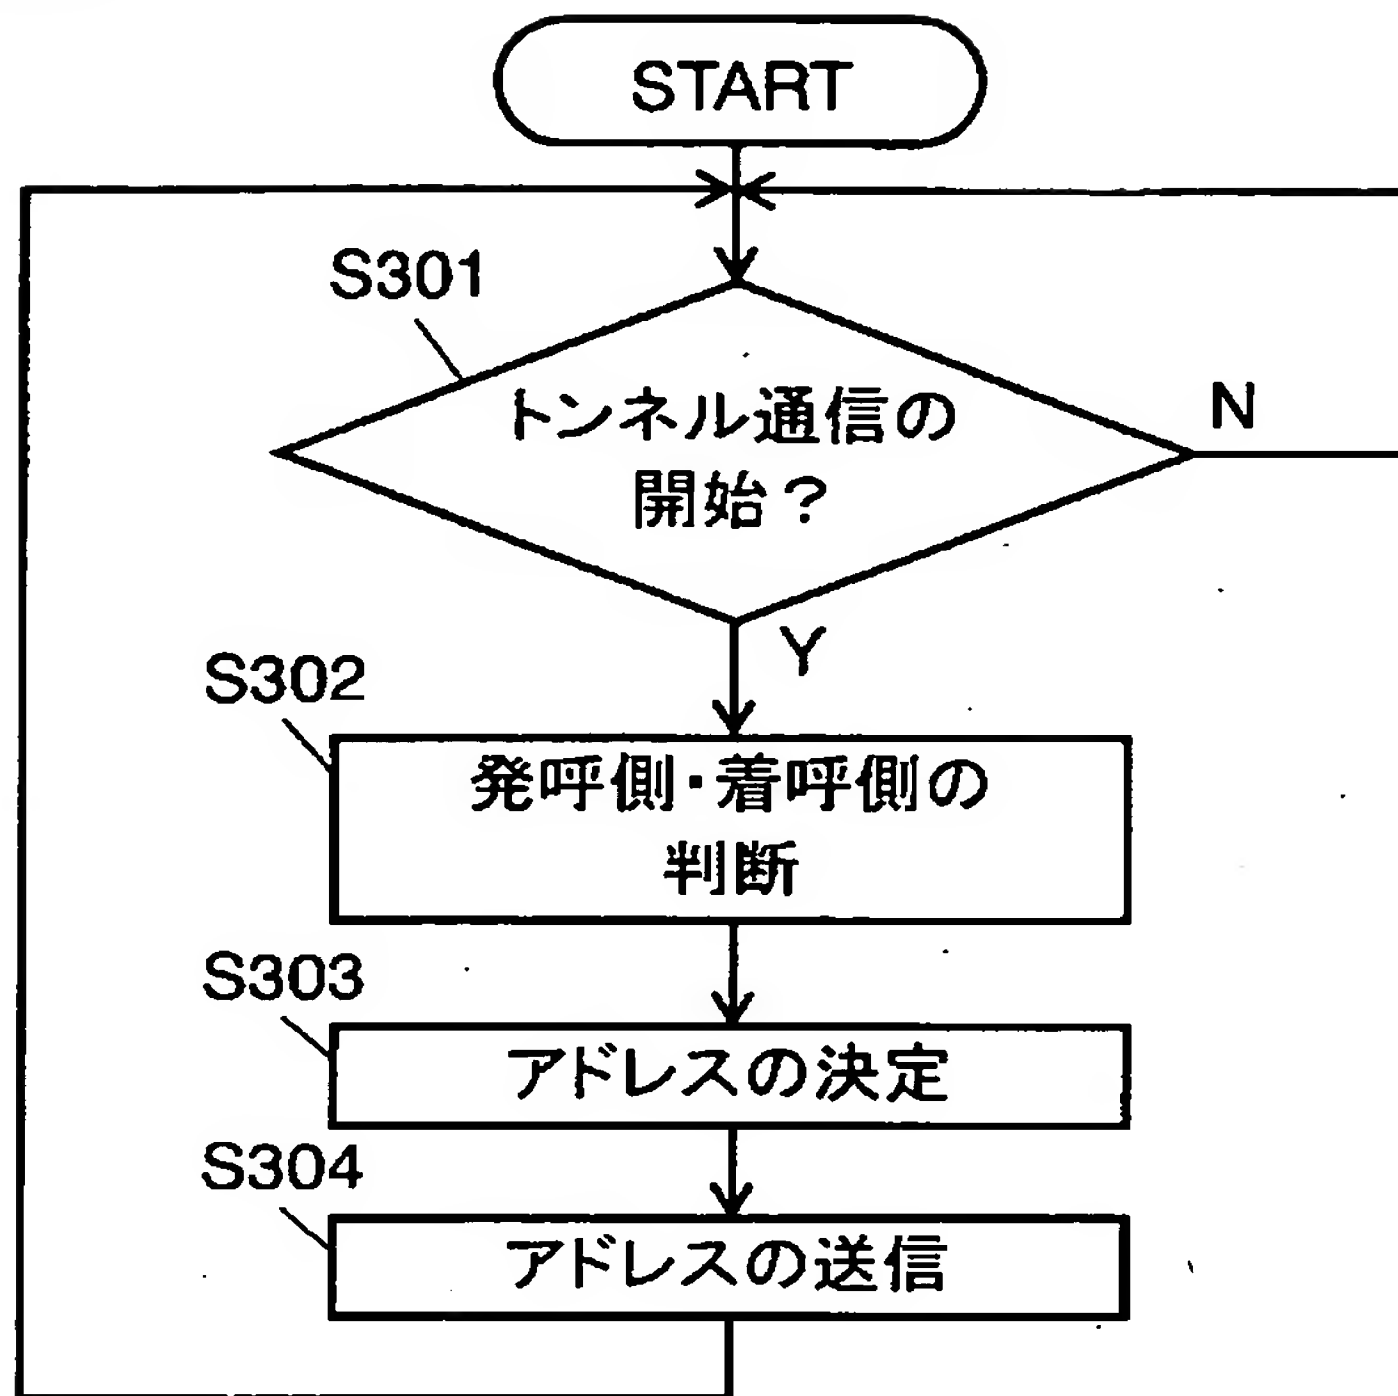 START
S301
トンネル通信の
開始？
N
Y
S302
発呼側・着呼側の
判断
S303
アドレスの決定
S304
アドレスの送信